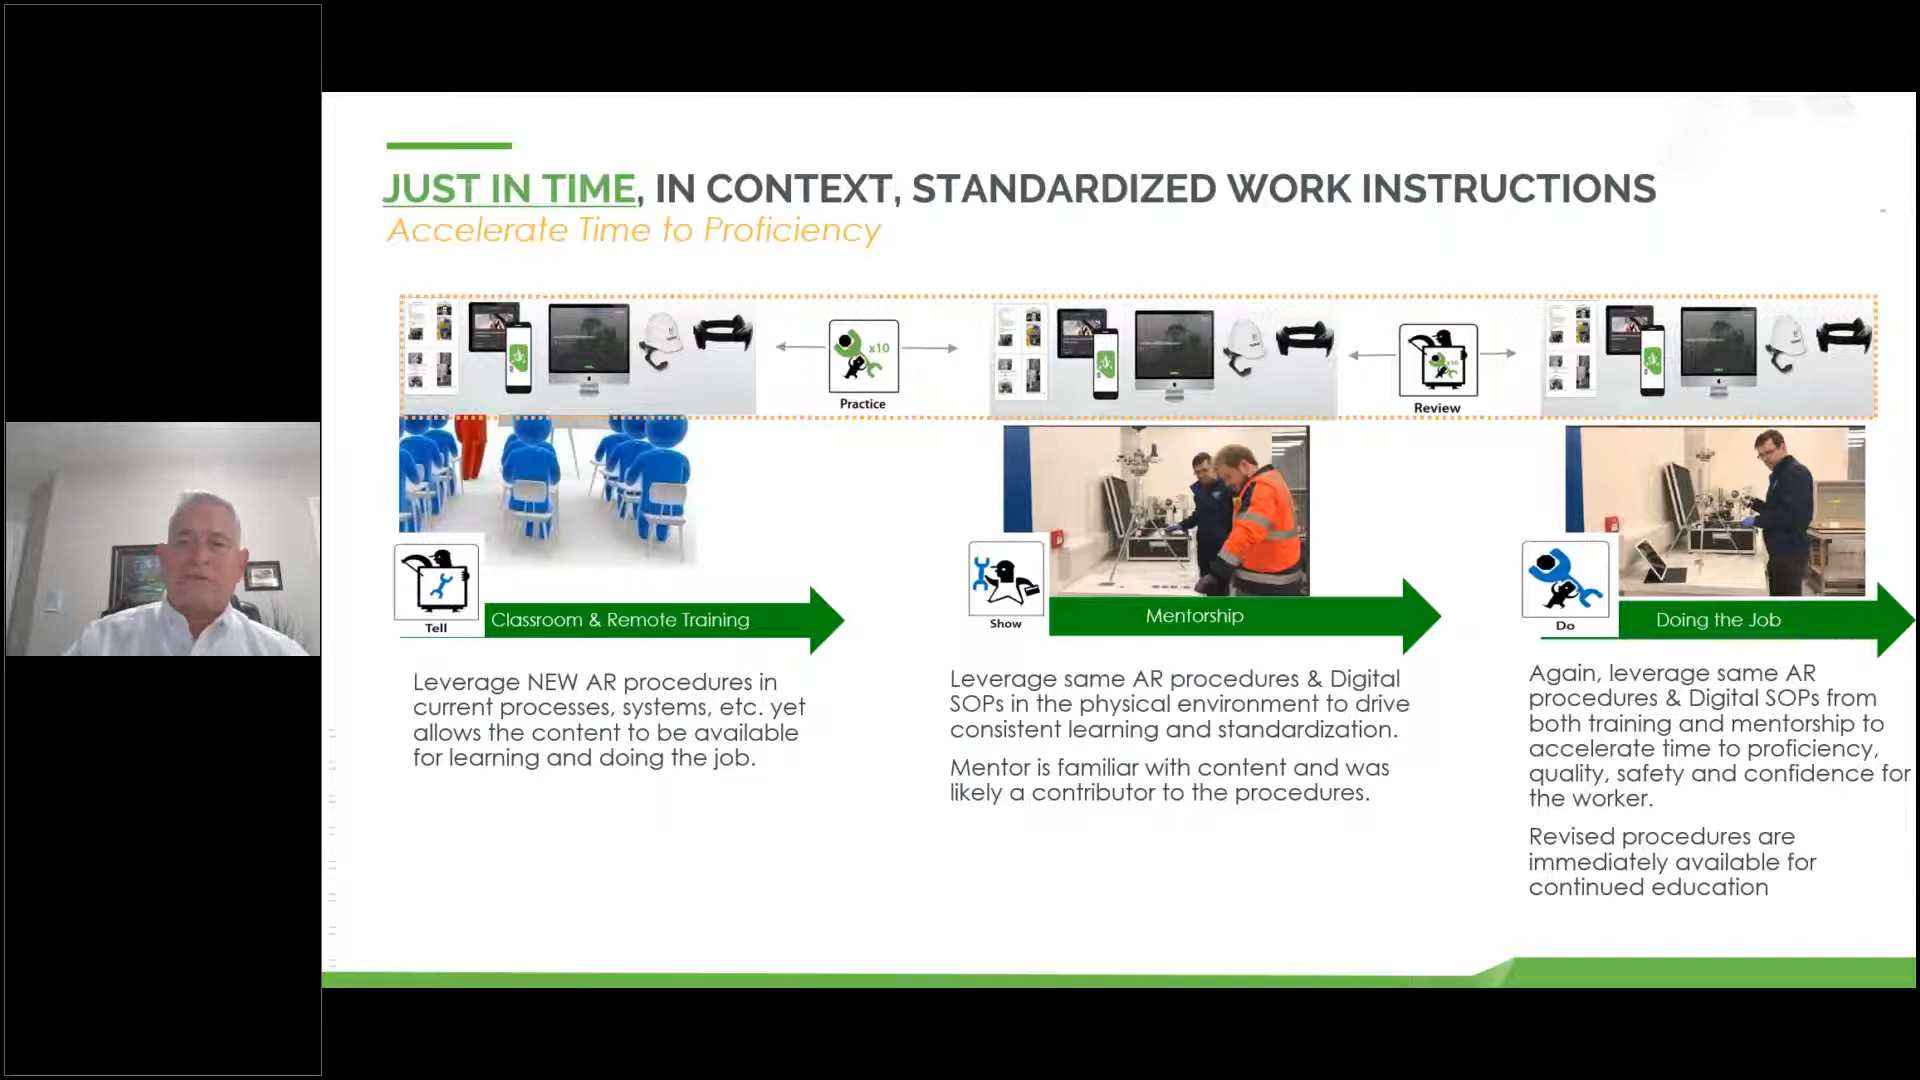 JUST IN TIME, IN CONTEXT, STANDARDIZED WORK INSTRUCTIONS
Accelerate Time to Proficiency
x10
Practice
x10
Review
Tell
Classroom & Remote Training
Leverage NEW AR procedures in
current processes, systems, etc. yet
allows the content to be available
for learning and doing the job.
Show
Mentorship
Leverage same AR procedures & Digital
SOPs in the physical environment to drive
consistent learning and standardization.
Mentor is familiar with content and was
likely a contributor to the procedures.
Do
Doing the Job
Again, leverage same AR
procedures & Digital SOPs from
both training and mentorship to
accelerate time to proficiency,
quality, safety and confidence for
the worker.
Revised procedures are
immediately available for
continued education